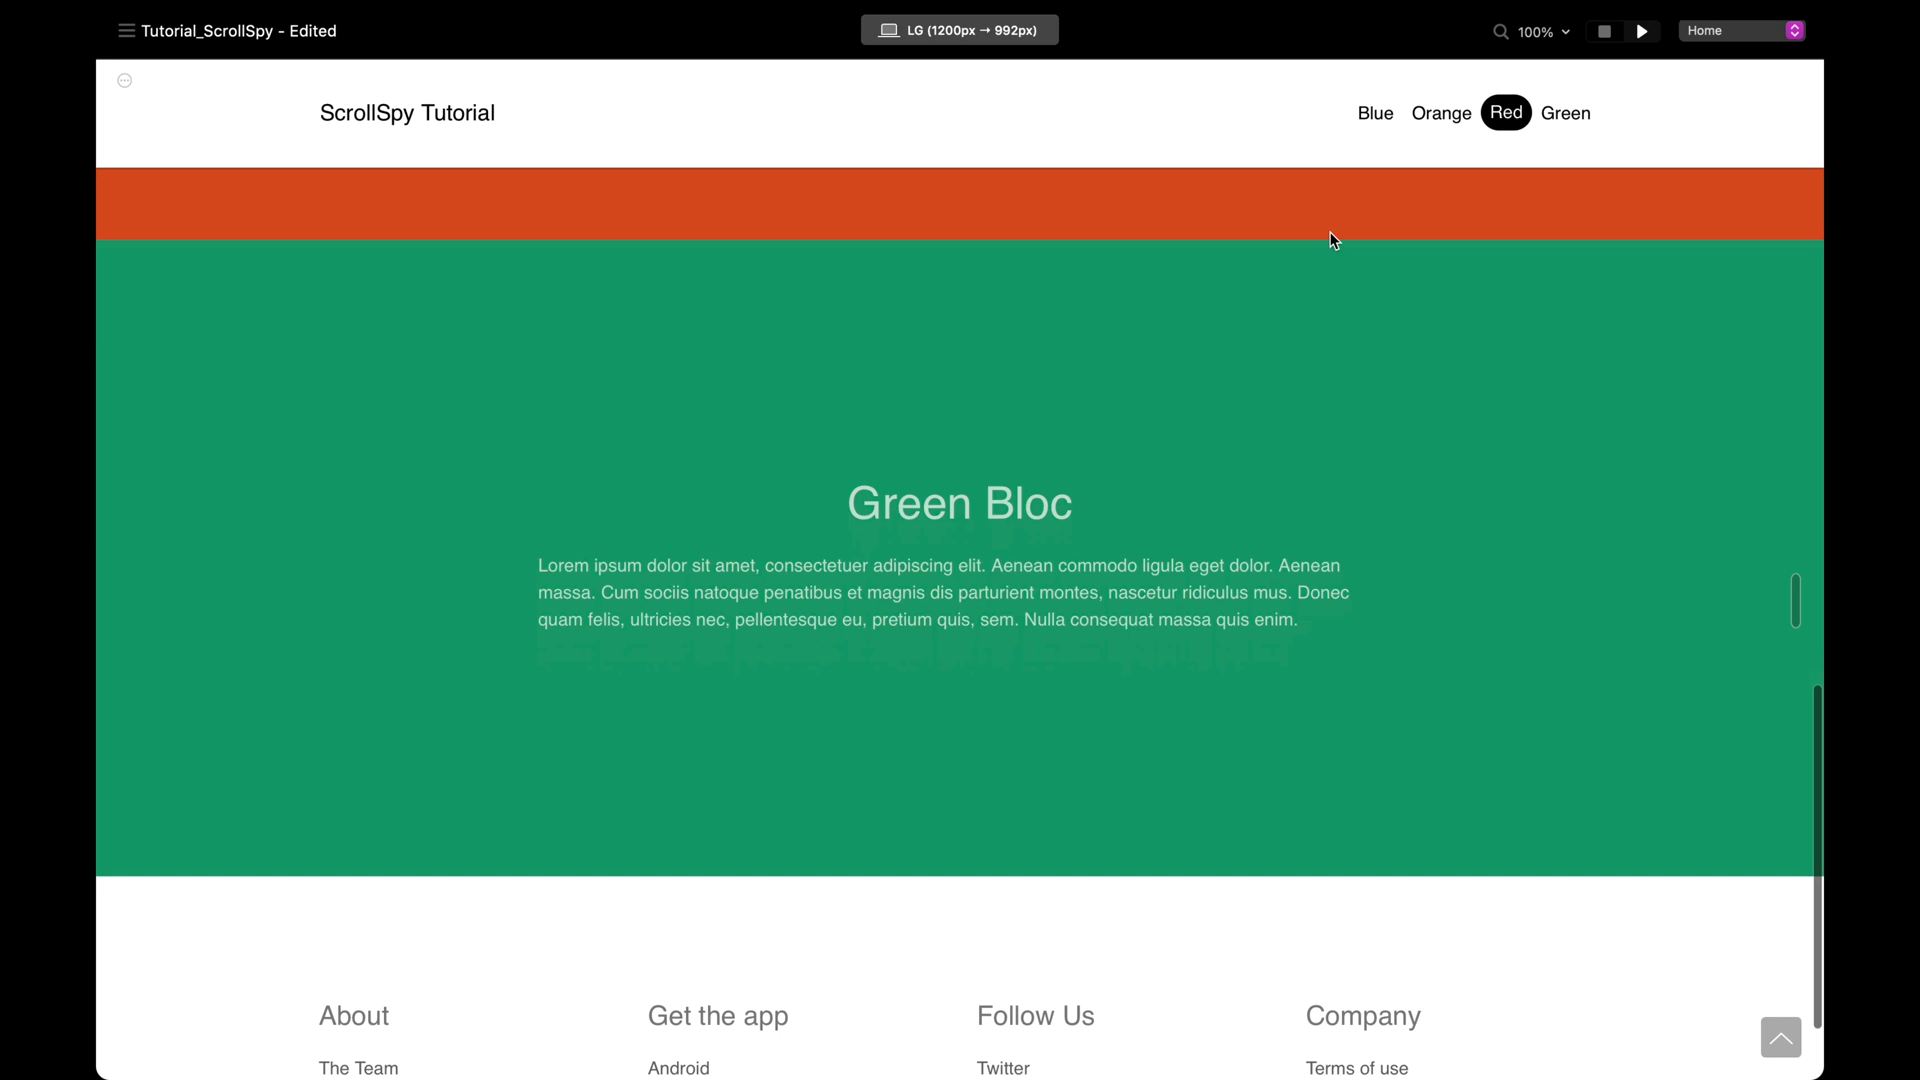 Tutorial_ScrollSpy - Edited
LG (1200px → 992px)
100%
Home
ScrollSpy Tutorial
Blue Orange Red Green
Green Bloc
Lorem ipsum dolor sit amet, consectetuer adipiscing elit. Aenean commodo ligula eget dolor. Aenean
massa. Cum sociis natoque penatibus et magnis dis parturient montes, nascetur ridiculus mus. Donec
quam felis, ultricies nec, pellentesque eu, pretium quis, sem. Nulla consequat massa quis enim.
About Get the app Follow Us Company
The Team Android Twitter Terms of use